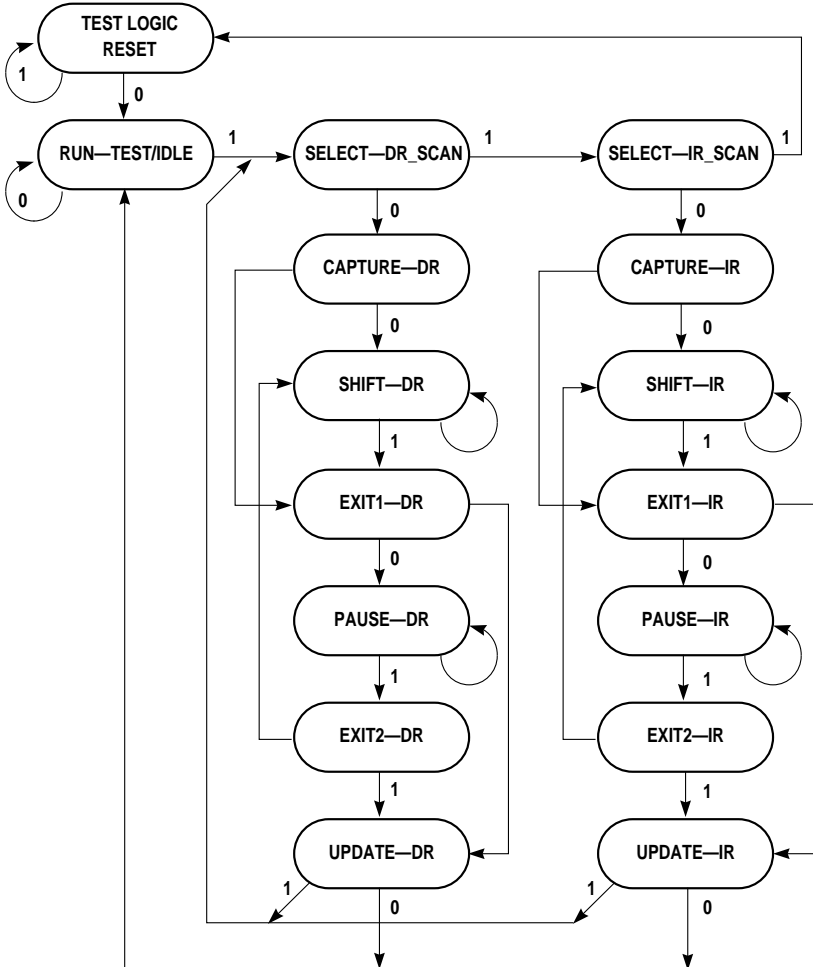 TEST LOGIC
RESET
1
0
RUN—TEST/IDLE
1
SELECT—DR_SCAN
1
SELECT—IR_SCAN
1
0
0
0
CAPTURE—DR
CAPTURE—IR
0
0
SHIFT—DR
SHIFT—IR
1
1
EXIT1—DR
EXIT1—IR
0
0
PAUSE—DR
PAUSE—IR
1
1
EXIT2—DR
EXIT2—IR
1
1
UPDATE—DR
UPDATE—IR
1
0
1
0